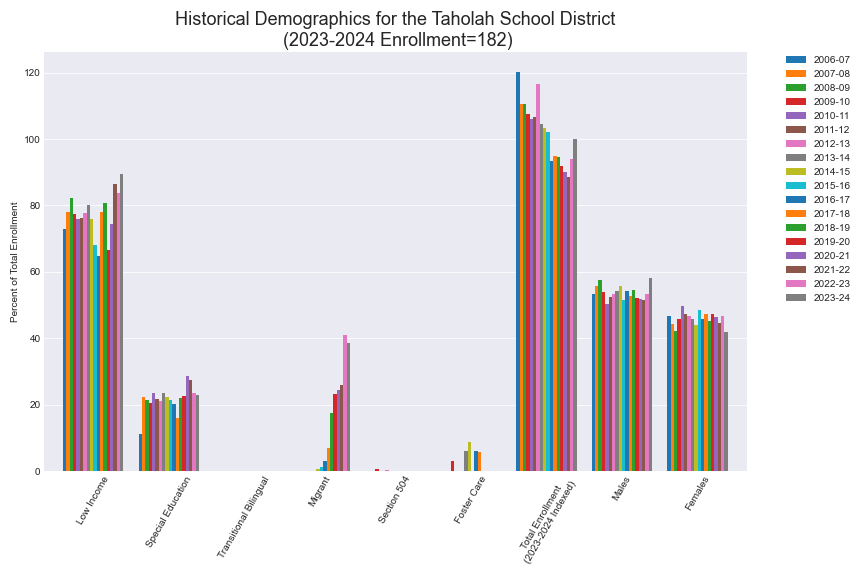 Historical Demographics for the Taholah School District
(2023-2024 Enrollment=182)
Percent of Total Enrollment
120
100
80
60
40
20
0
Low Income
Special Education
Transitional Bilingual
Migrant
Section 504
Foster Care
Total Enrollment
(2023-2024 Indexed)
Males
Females
2006-07
2007-08
2008-09
2009-10
2010-11
2011-12
2012-13
2013-14
2014-15
2015-16
2016-17
2017-18
2018-19
2019-20
2020-21
2021-22
2022-23
2023-24